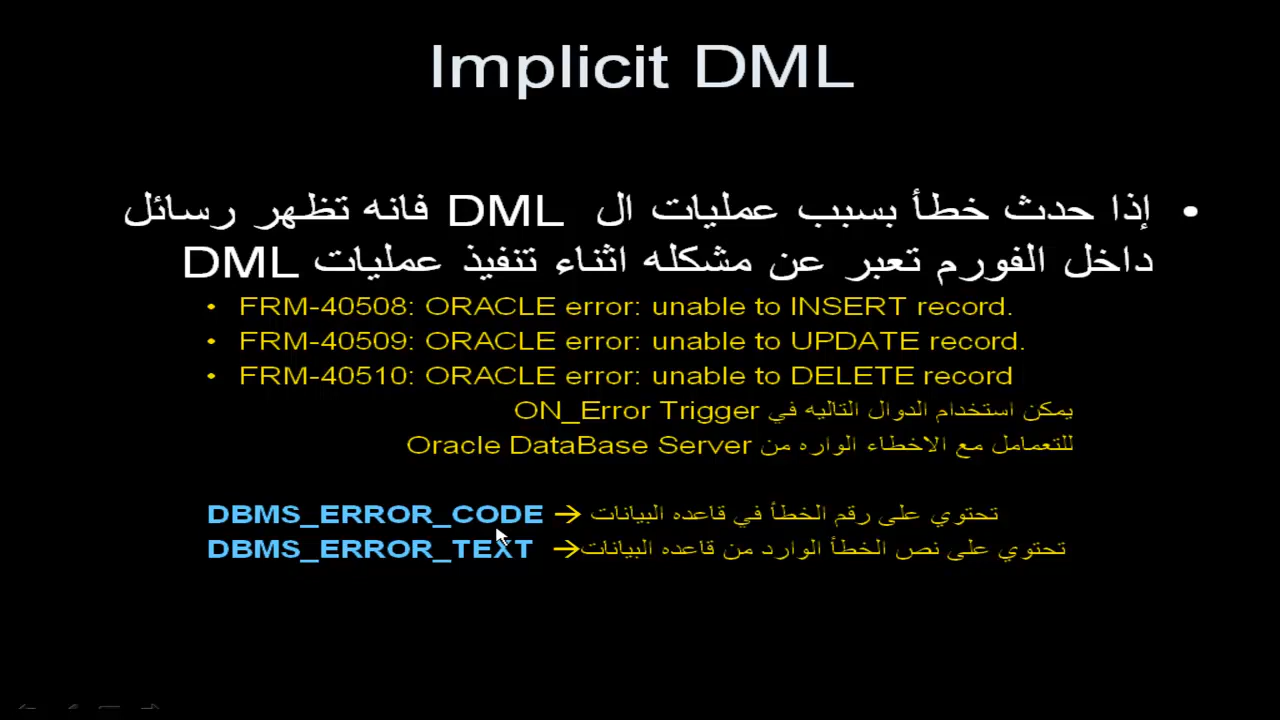 Implicit DML
• إذا حدث خطأ بسبب عمليات ال DML فانه تظهر رسائل
داخل الفورم تعبر عن مشكله اثناء تنفيذ عمليات DML
• FRM-40508: ORACLE error: unable to INSERT record.
• FRM-40509: ORACLE error: unable to UPDATE record.
• FRM-40510: ORACLE error: unable to DELETE record
يمكن استخدام الدوال التاليه في ON_Error Trigger
للتعمامل مع الاخطاء الواره من Oracle DataBase Server
DBMS_ERROR_CODE → تحتوي على رقم الخطأ في قاعده البيانات
DBMS_ERROR_TEXT → تحتوي على نص الخطأ الوارد من قاعده البيانات